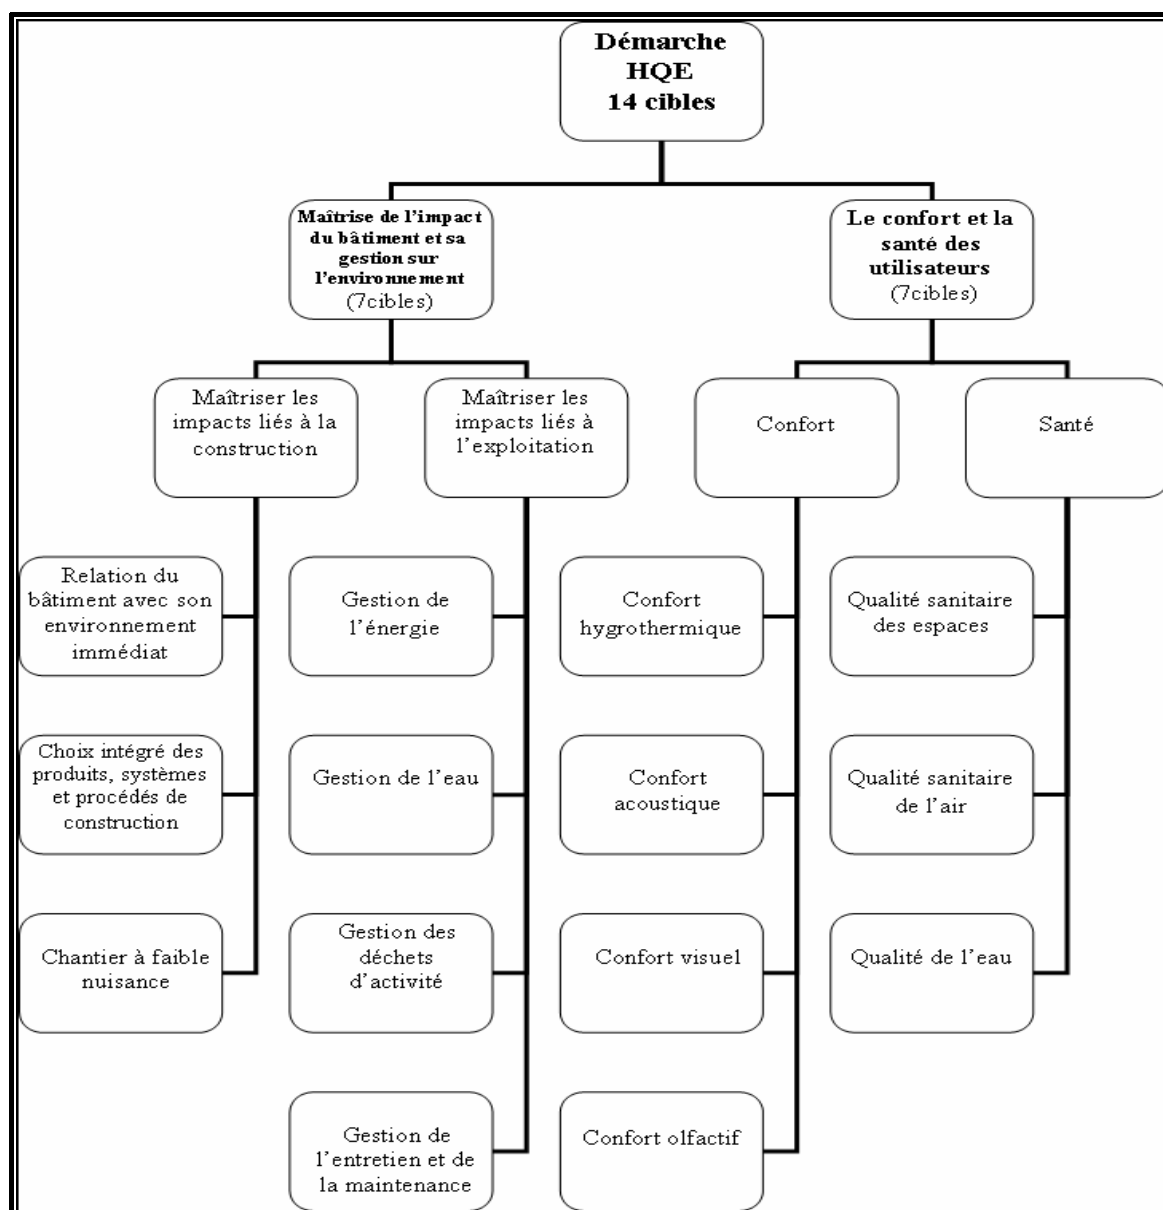 Démarche
HQE
14 cibles
Maîtrise de l'impact
du bâtiment et sa
gestion sur
l'environnement
(7cibles)
Le confort et la
santé des
utilisateurs
(7cibles)
Maîtriser les
impacts liés à la
construction
Maîtriser les
impacts liés à
l'exploitation
Confort
Santé
Relation du
bâtiment avec son
environnement
immédiat
Gestion de
l'énergie
Confort
hygrothermique
Qualité sanitaire
des espaces
Choix intégré des
produits, systèmes
et procédés de
construction
Gestion de l'eau
Confort
acoustique
Qualité sanitaire
de l'air
Chantier à faible
nuisance
Gestion des
déchets
d'activité
Confort visuel
Qualité de l'eau
Gestion de
l'entretien et de
la maintenance
Confort olfactif